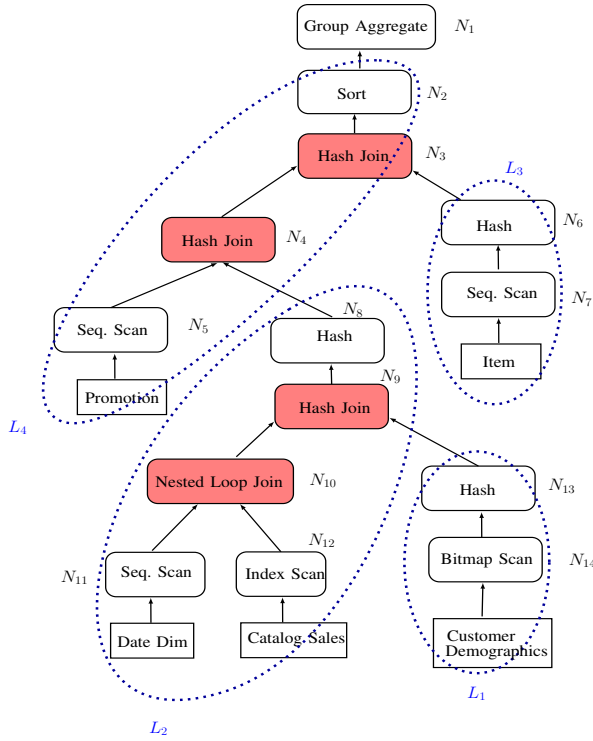 Group Aggregate
N1
Sort
N2
Hash Join
N3
L3
Hash
N6
Hash Join
N4
Seq. Scan
N7
Seq. Scan
N5
N8
Hash
Item
Promotion
N9
Hash Join
L4
Nested Loop Join
N10
Hash
N13
N12
N11
Seq. Scan
Index Scan
Bitmap Scan
N14
Date Dim
Catalog Sales
Customer
Demographics
L1
L2